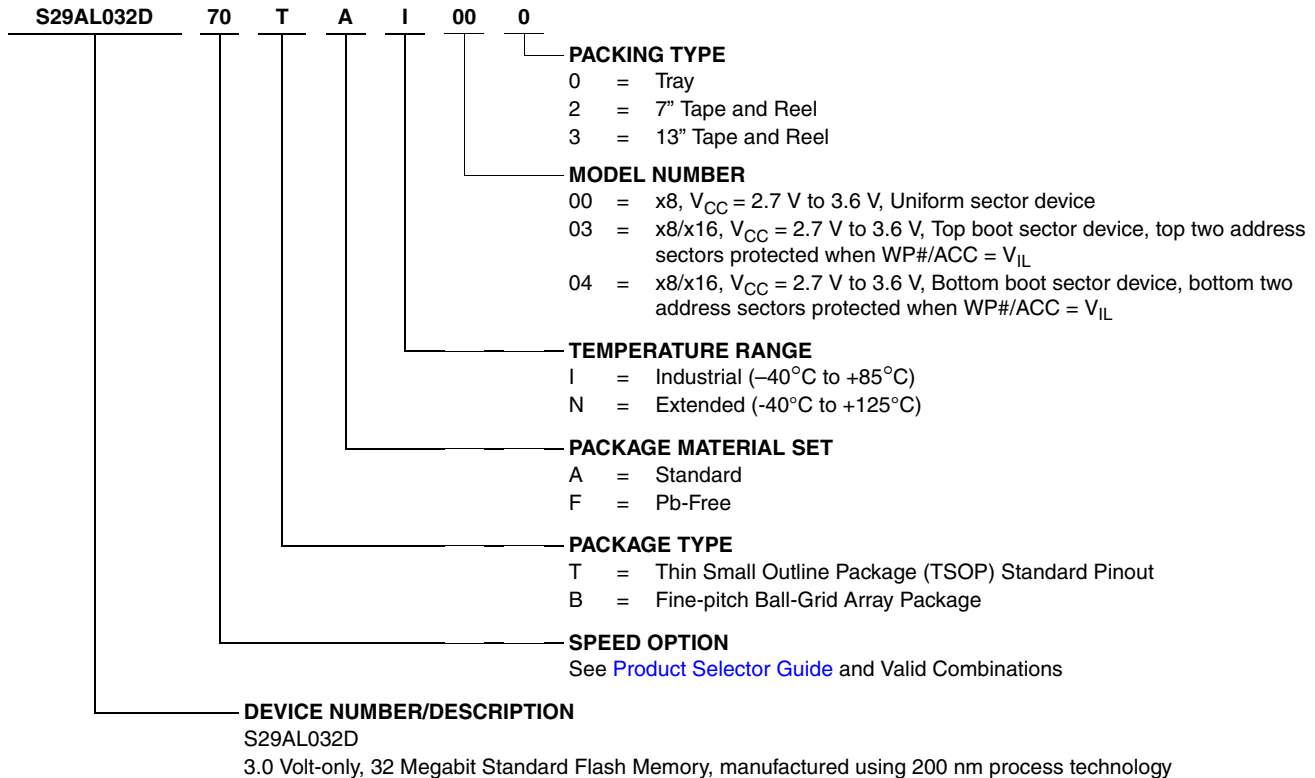 S29AL032D 70 T A I 00 0
PACKING TYPE
0 = Tray
2 = 7” Tape and Reel
3 = 13” Tape and Reel
MODEL NUMBER
00 = x8, VCC = 2.7 V to 3.6 V, Uniform sector device
03 = x8/x16, VCC = 2.7 V to 3.6 V, Top boot sector device, top two address
sectors protected when WP#/ACC = VIL
04 = x8/x16, VCC = 2.7 V to 3.6 V, Bottom boot sector device, bottom two
address sectors protected when WP#/ACC = VIL
TEMPERATURE RANGE
I = Industrial (–40°C to +85°C)
N = Extended (-40°C to +125°C)
PACKAGE MATERIAL SET
A = Standard
F = Pb-Free
PACKAGE TYPE
T = Thin Small Outline Package (TSOP) Standard Pinout
B = Fine-pitch Ball-Grid Array Package
SPEED OPTION
See Product Selector Guide and Valid Combinations
DEVICE NUMBER/DESCRIPTION
S29AL032D
3.0 Volt-only, 32 Megabit Standard Flash Memory, manufactured using 200 nm process technology